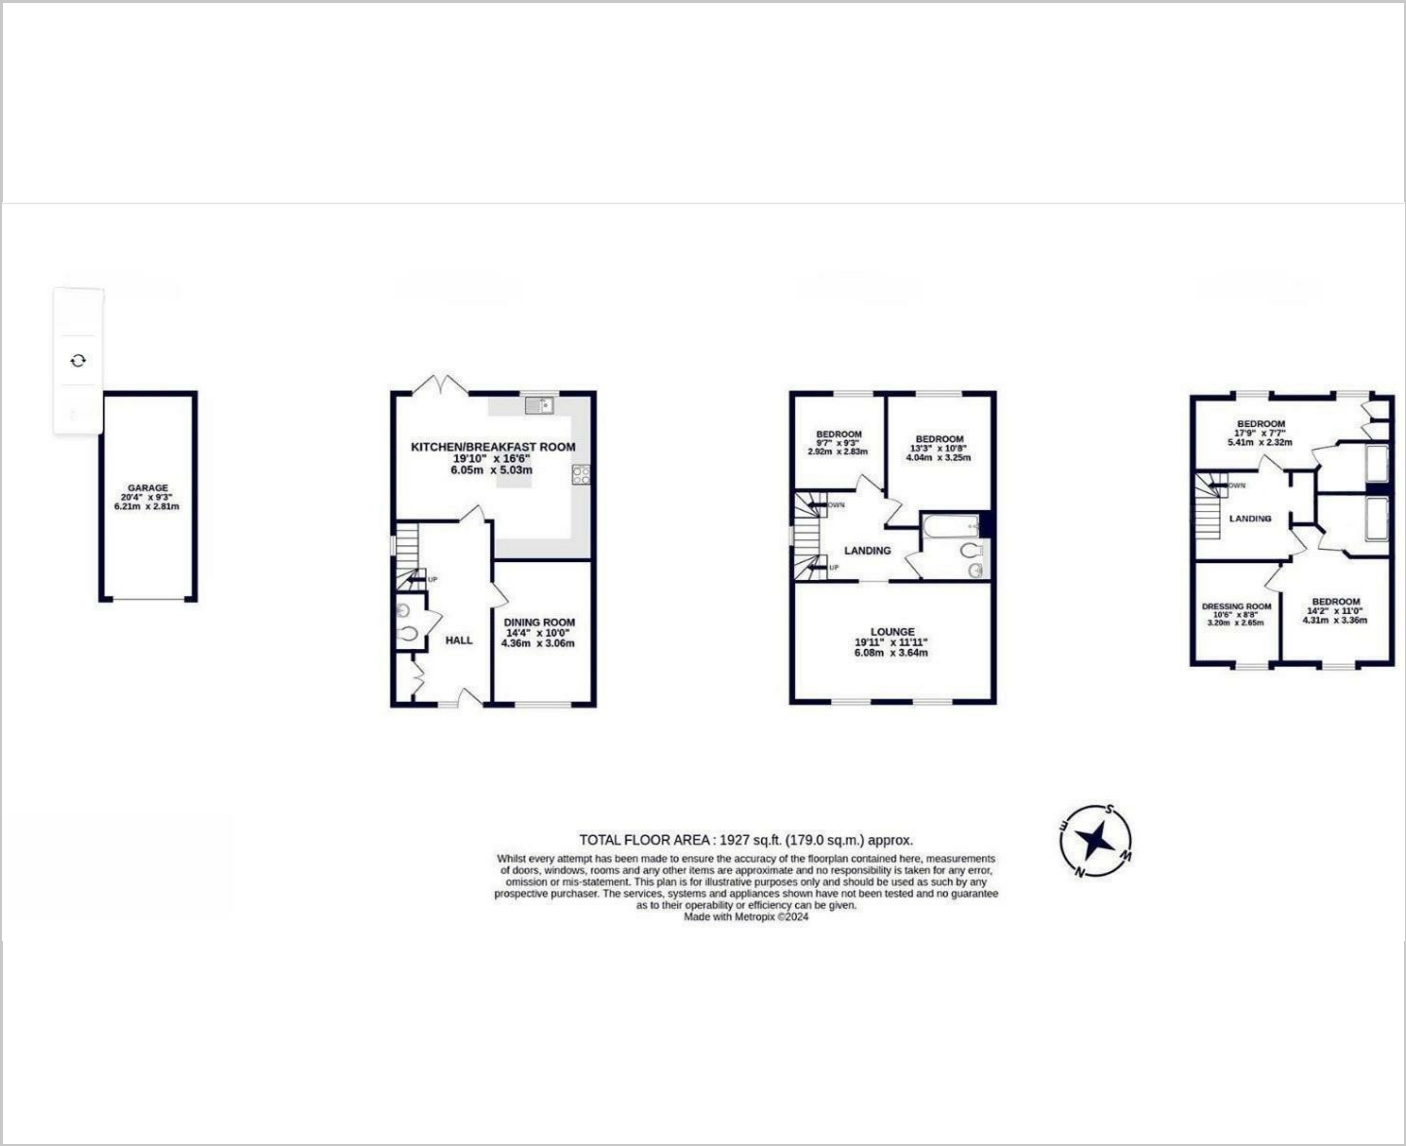 GARAGE
20'4" x 9'3"
6.21m x 2.81m
KITCHEN/BREAKFAST ROOM
19'10" x 16'6"
6.05m x 5.03m
UP
HALL
DINING ROOM
14'4" x 10'0"
4.36m x 3.06m
BEDROOM
9'7" x 9'3"
2.92m x 2.83m
BEDROOM
13'3" x 10'8"
4.04m x 3.25m
DOWN
LANDING
UP
LOUNGE
19'11" x 11'11"
6.08m x 3.64m
BEDROOM
17'9" x 7'7"
5.41m x 2.32m
DOWN
LANDING
DRESSING ROOM
10'6" x 8'8"
3.20m x 2.65m
BEDROOM
14'2" x 11'0"
4.31m x 3.36m
TOTAL FLOOR AREA : 1927 sq.ft. (179.0 sq.m.) approx.
Whilst every attempt has been made to ensure the accuracy of the floorplan contained here, measurements
of doors, windows, rooms and any other items are approximate and no responsibility is taken for any error,
omission or mis-statement. This plan is for illustrative purposes only and should be used as such by any
prospective purchaser. The services, systems and appliances shown have not been tested and no guarantee
as to their operability or efficiency can be given.
Made with Metropix ©2024
S
E
W
N